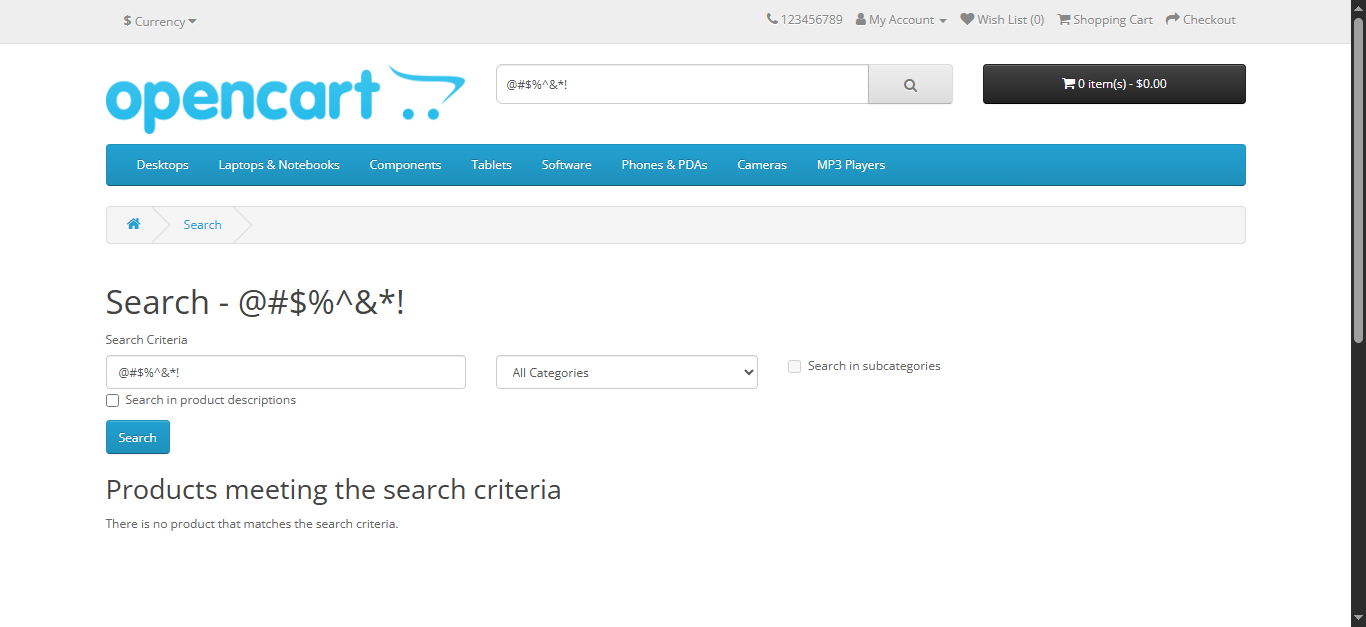 $ Currency
123456789 My Account Wish List (0) Shopping Cart Checkout
opencart
@#$%^&*!
0 item(s) - $0.00
Desktops Laptops & Notebooks Components Tablets Software Phones & PDAs Cameras MP3 Players
Search
Search - @#$%^&*!
Search Criteria
@#$%^&*!
All Categories
Search in subcategories
Search in product descriptions
Search
Products meeting the search criteria
There is no product that matches the search criteria.